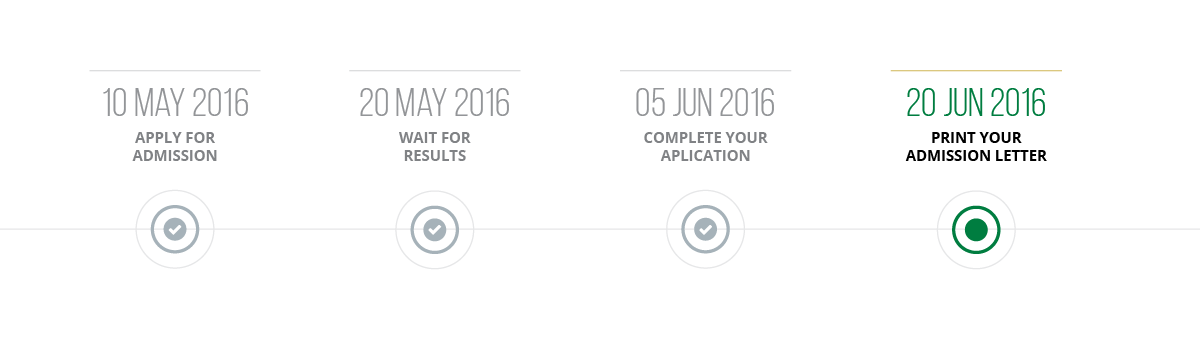 10 MAY 2016
APPLY FOR
ADMISSION
20 MAY 2016
WAIT FOR
RESULTS
05 JUN 2016
COMPLETE YOUR
APLICATION
20 JUN 2016
PRINT YOUR
ADMISSION LETTER